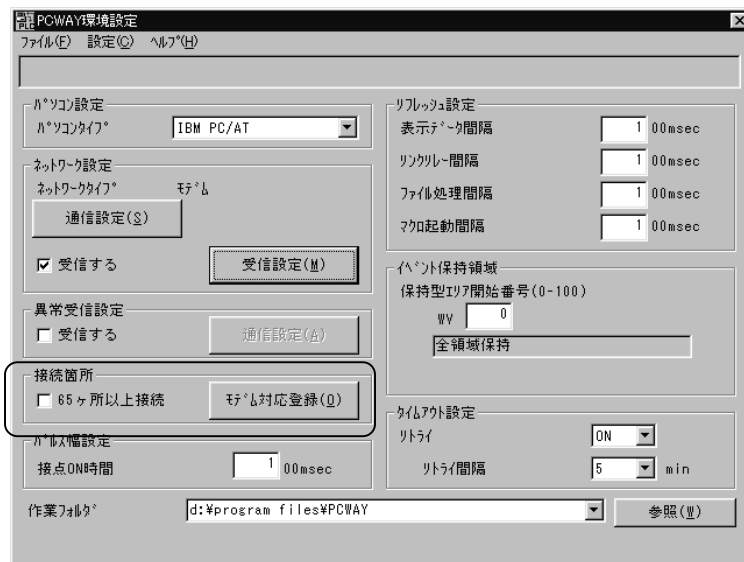 PCWAY環境設定
ﾌｧｲﾙ(F) 設定(C) ﾍﾙﾌﾟ(H)
ﾊﾟｿｺﾝ設定
ﾊﾟｿｺﾝﾀｲﾌﾟ IBM PC/AT
ﾈｯﾄﾜｰｸ設定
ﾈｯﾄﾜｰｸﾀｲﾌﾟ ﾓﾃﾞﾑ
通信設定(S)
受信する 受信設定(M)
異常受信設定
受信する 通信設定(A)
接続箇所
65ヶ所以上接続 ﾓﾃﾞﾑ対応登録(O)
ﾊﾟﾙｽ幅設定
接点ON時間 1 00msec
ﾘﾌﾚｯｼｭ設定
表示ﾃﾞｰﾀ間隔 1 00msec
ﾘﾝｸﾘﾚｰ間隔 1 00msec
ﾌｧｲﾙ処理間隔 1 00msec
ﾏｸﾛ起動間隔 1 00msec
ｲﾍﾞﾝﾄ保持領域
保持型ｴﾘｱ開始番号(0-100)
WV 0
全領域保持
ﾀｲﾑｱｳﾄ設定
ﾘﾄﾗｲ ON
ﾘﾄﾗｲ間隔 5 min
作業ﾌｫﾙﾀﾞ d:¥program files¥PCWAY 参照(W)